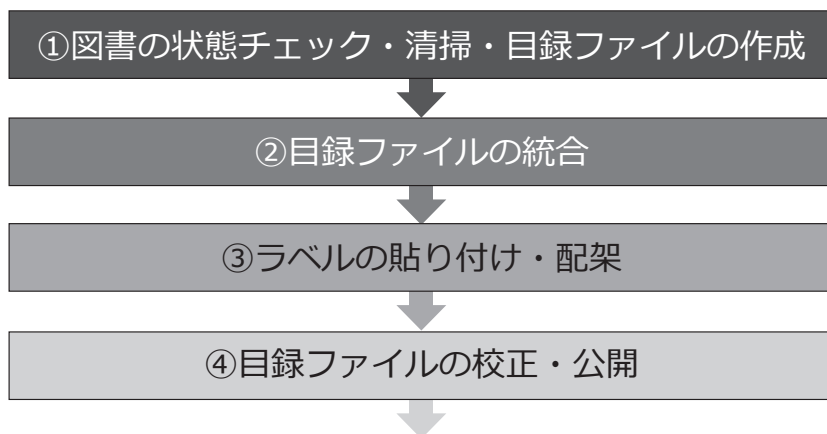 ①図書の状態チェック・清掃・目録ファイルの作成
②目録ファイルの統合
③ラベルの貼り付け・配架
④目録ファイルの校正・公開